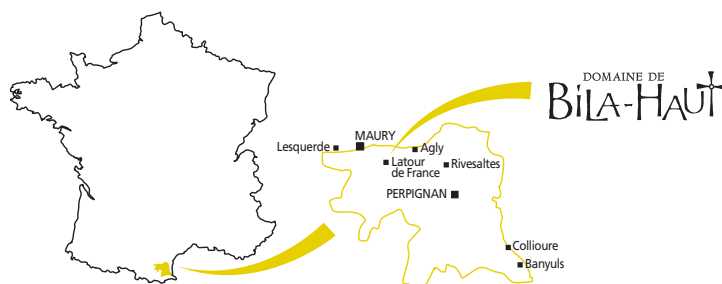 DOMAINE DE
BILA-HAUT
MAURY
Lesquerde
Agly
Latour
de France
Rivesaltes
PERPIGNAN
Collioure
Banyuls